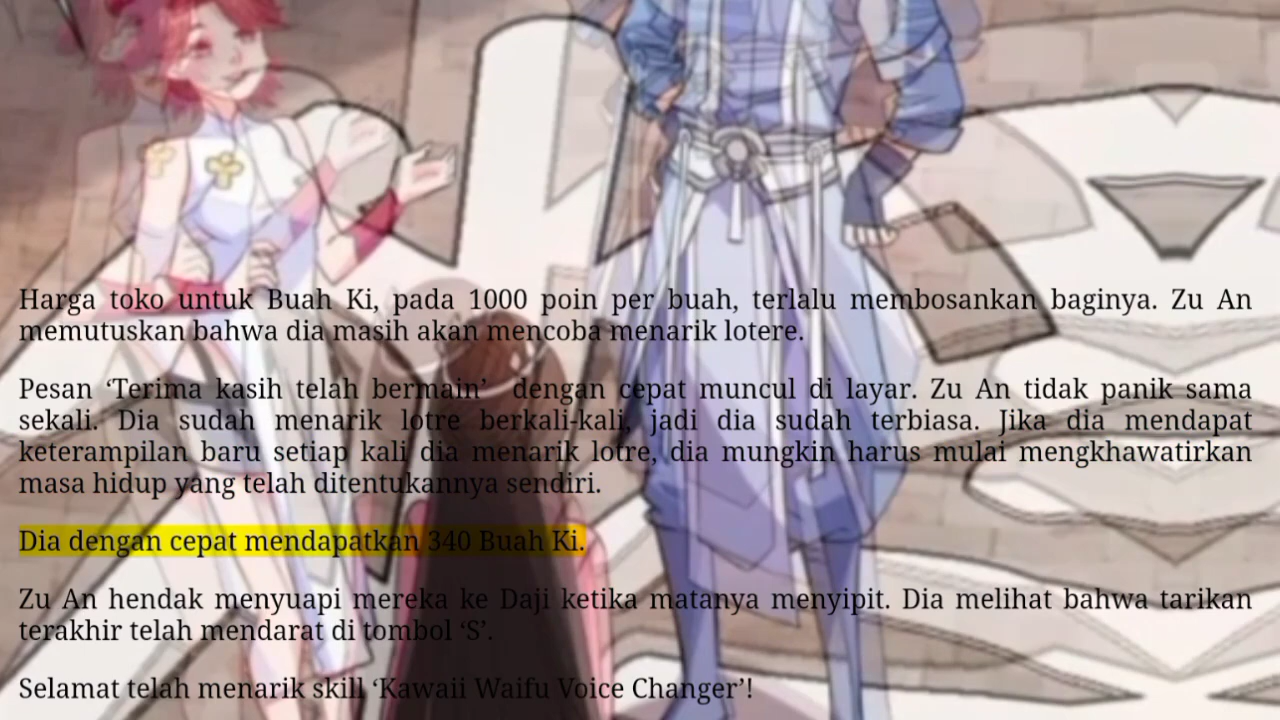 Harga toko untuk Buah Ki, pada 1000 poin per buah, terlalu membosankan baginya. Zu An
memutuskan bahwa dia masih akan mencoba menarik lotere.
Pesan ‘Terima kasih telah bermain’ dengan cepat muncul di layar. Zu An tidak panik sama
sekali. Dia sudah menarik lotre berkali-kali, jadi dia sudah terbiasa. Jika dia mendapat
keterampilan baru setiap kali dia menarik lotre, dia mungkin harus mulai mengkhawatirkan
masa hidup yang telah ditentukannya sendiri.
Dia dengan cepat mendapatkan 340 Buah Ki.
Zu An hendak menyuapi mereka ke Daji ketika matanya menyipit. Dia melihat bahwa tarikan
terakhir telah mendarat di tombol ‘S’.
Selamat telah menarik skill ‘Kawaii Waifu Voice Changer’!